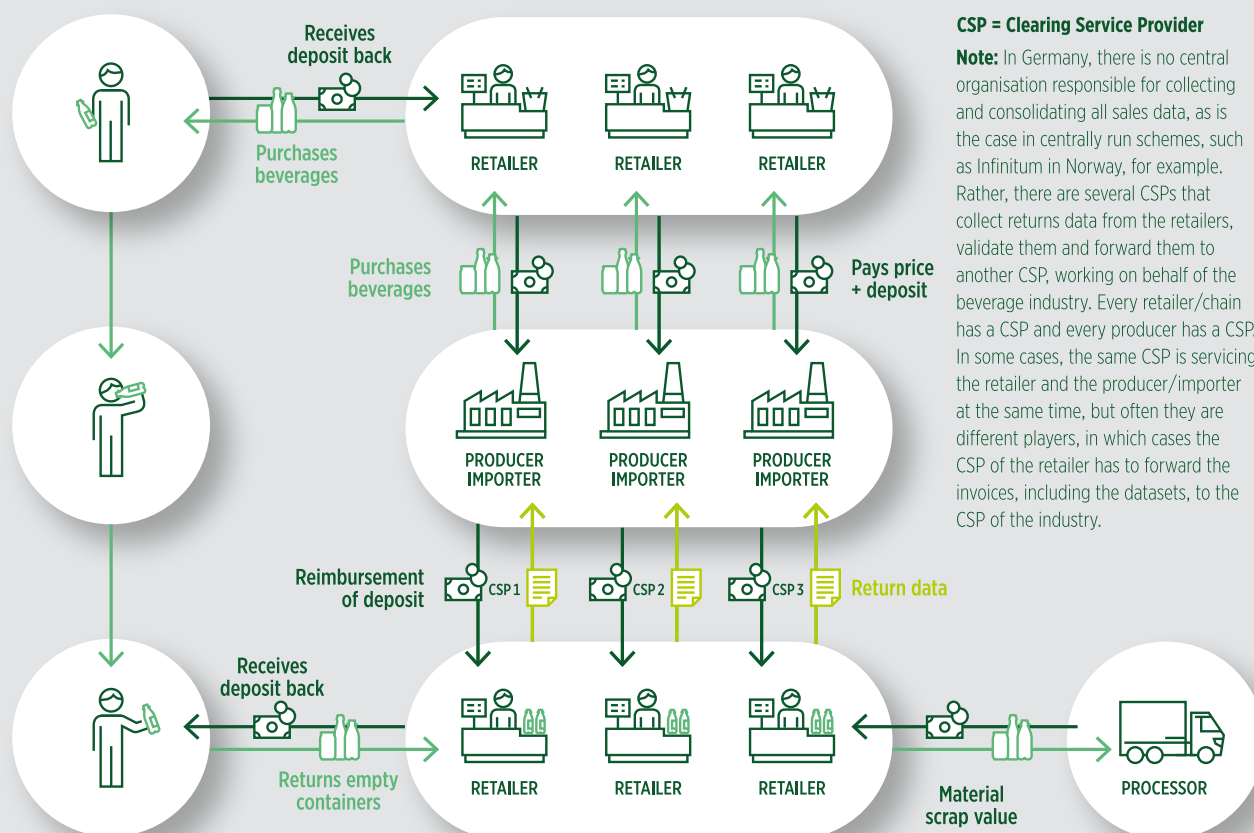 Receives
deposit back
Purchases
beverages
RETAILER
RETAILER
RETAILER
CSP = Clearing Service Provider
Note: In Germany, there is no central
organisation responsible for collecting
and consolidating all sales data, as is
the case in centrally run schemes, such
as Infinitum in Norway, for example.
Rather, there are several CSPs that
collect returns data from the retailers,
validate them and forward them to
another CSP, working on behalf of the
beverage industry. Every retailer/chain
has a CSP and every producer has a CSP.
In some cases, the same CSP is servicing
the retailer and the producer/importer
at the same time, but often they are
different players, in which cases the
CSP of the retailer has to forward the
invoices, including the datasets, to the
CSP of the industry.
Purchases
beverages
Pays price
+ deposit
PRODUCER
IMPORTER
PRODUCER
IMPORTER
PRODUCER
IMPORTER
Reimbursement
of deposit
CSP 1
CSP 2
CSP 3
Return data
Receives
deposit back
Returns empty
containers
RETAILER
RETAILER
RETAILER
Material
scrap value
PROCESSOR